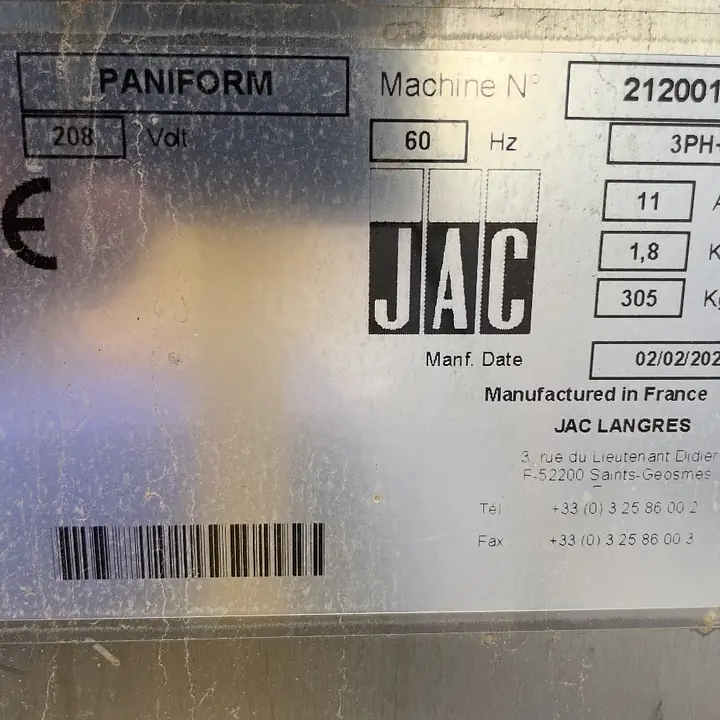 PANIFORM Machine N° 212001
208 Volt 60 Hz 3PH+
CE
11 A
1,8 K
305 Kg
JAC
Manf. Date 02/02/202
Manufactured in France
JAC LANGRES
3, rue du Lieutenant Didier
F-52200 Saints-Geosmes
Tél +33 (0) 3 25 86 00 2
Fax +33 (0) 3 25 86 00 3